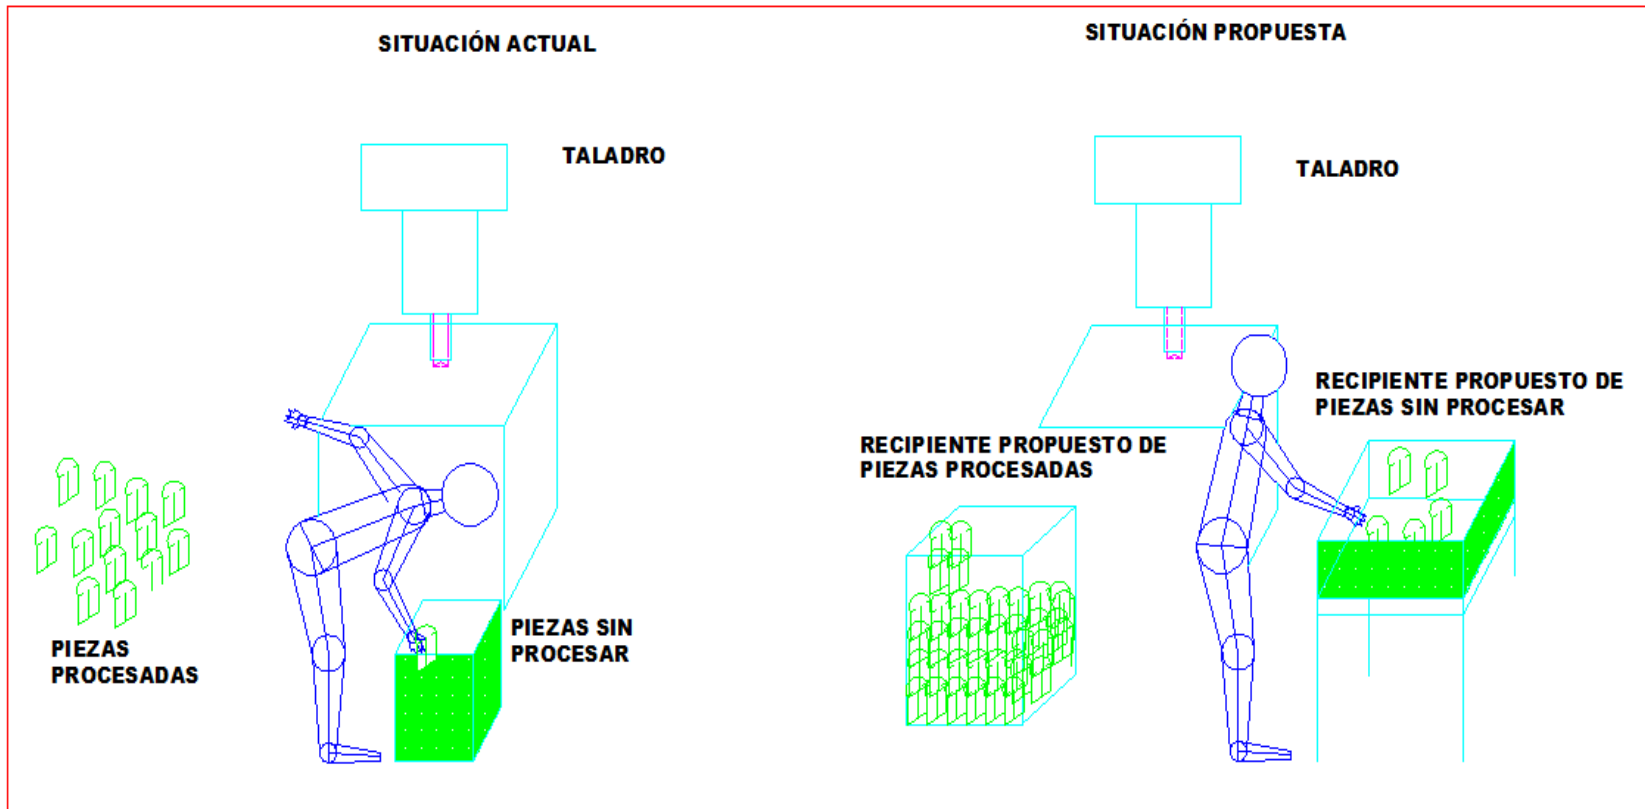 SITUACIÓN ACTUAL
TALADRO
PIEZAS
PROCESADAS
PIEZAS SIN
PROCESAR
SITUACIÓN PROPUESTA
TALADRO
RECIPIENTE PROPUESTO DE
PIEZAS SIN PROCESAR
RECIPIENTE PROPUESTO DE
PIEZAS PROCESADAS